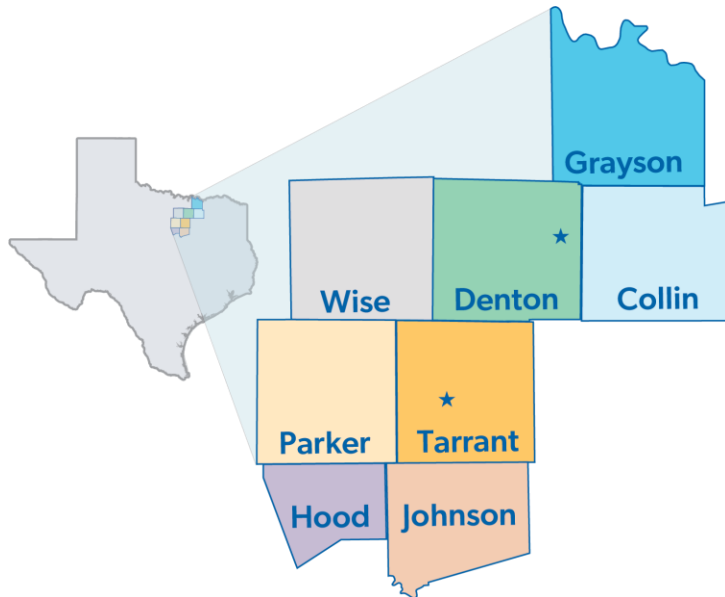 Grayson
Wise
Denton
Collin
Parker
Tarrant
Hood
Johnson